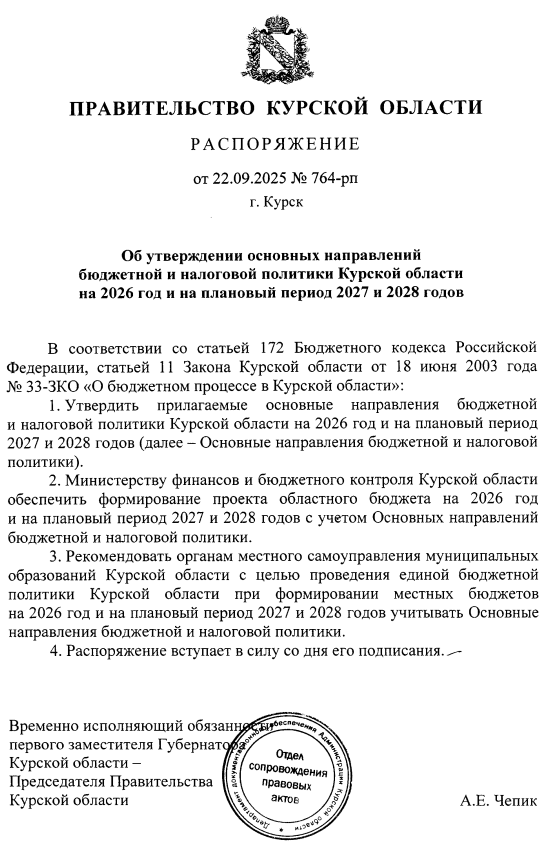 ПРАВИТЕЛЬСТВО КУРСКОЙ ОБЛАСТИ
РАСПОРЯЖЕНИЕ
от 22.09.2025 № 764-рп
г. Курск
Об утверждении основных направлений
бюджетной и налоговой политики Курской области
на 2026 год и на плановый период 2027 и 2028 годов
В соответствии со статьей 172 Бюджетного кодекса Российской
Федерации, статьей 11 Закона Курской области от 18 июня 2003 года
№ 33-ЗКО «О бюджетном процессе в Курской области»:
1. Утвердить прилагаемые основные направления бюджетной
и налоговой политики Курской области на 2026 год и на плановый период
2027 и 2028 годов (далее – Основные направления бюджетной и налоговой
политики).
2. Министерству финансов и бюджетного контроля Курской области
обеспечить формирование проекта областного бюджета на 2026 год
и на плановый период 2027 и 2028 годов с учетом Основных направлений
бюджетной и налоговой политики.
3. Рекомендовать органам местного самоуправления муниципальных
образований Курской области с целью проведения единой бюджетной
политики Курской области при формировании местных бюджетов
на 2026 год и на плановый период 2027 и 2028 годов учитывать Основные
направления бюджетной и налоговой политики.
4. Распоряжение вступает в силу со дня его подписания.
Временно исполняющий обязанности
первого заместителя Губернатора
Курской области –
Председателя Правительства
Курской области
А.Е. Чепик
Департамент документационного обеспечения Администрации Курской области
Отдел
сопровождения
правовых
актов